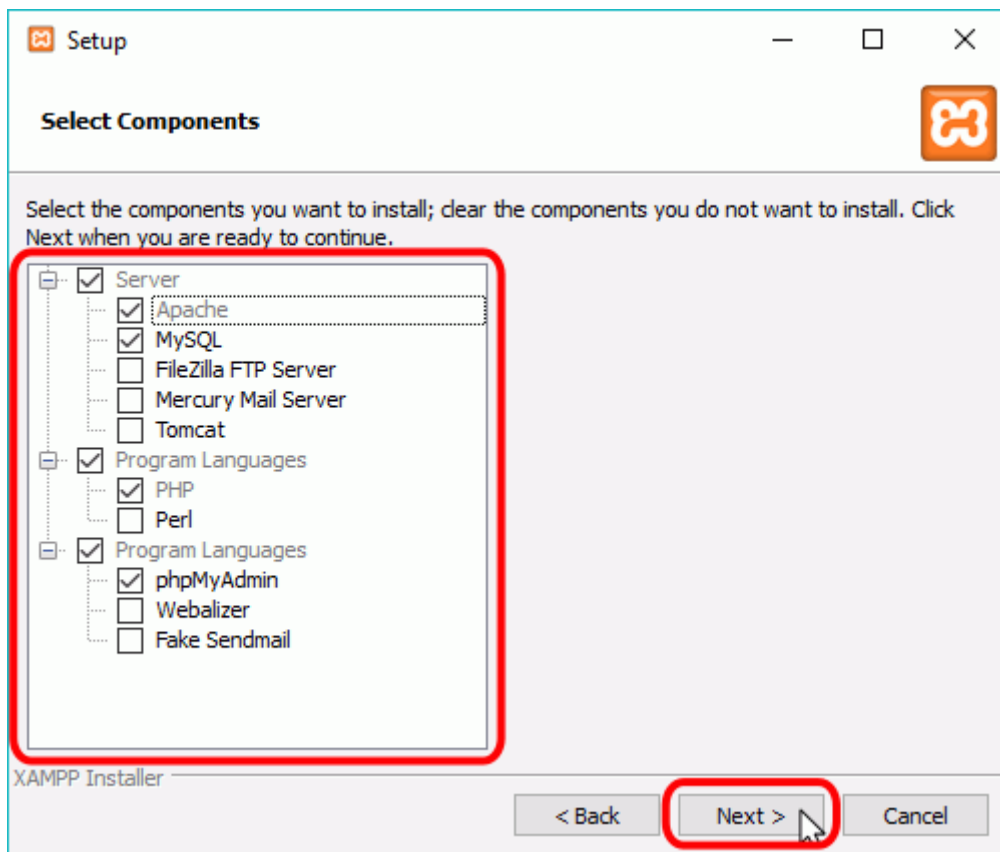 Setup
Select Components
Select the components you want to install; clear the components you do not want to install. Click
Next when you are ready to continue.
Server
Apache
MySQL
FileZilla FTP Server
Mercury Mail Server
Tomcat
Program Languages
PHP
Perl
Program Languages
phpMyAdmin
Webalizer
Fake Sendmail
XAMPP Installer
< Back
Next >
Cancel